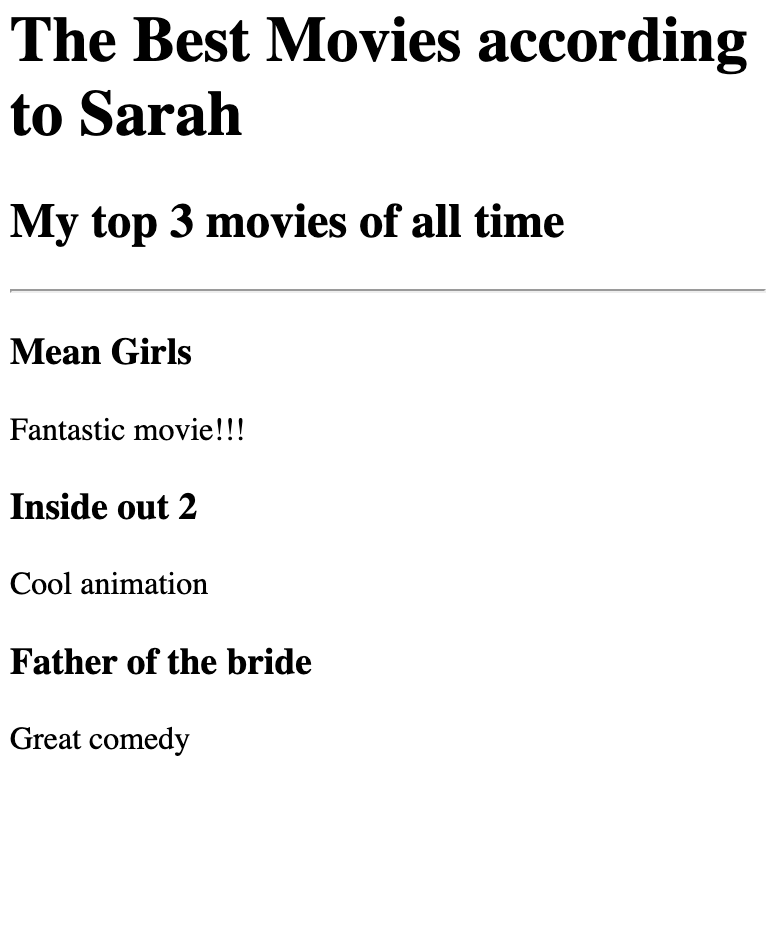 The Best Movies according
to Sarah
My top 3 movies of all time
Mean Girls
Fantastic movie!!!
Inside out 2
Cool animation
Father of the bride
Great comedy